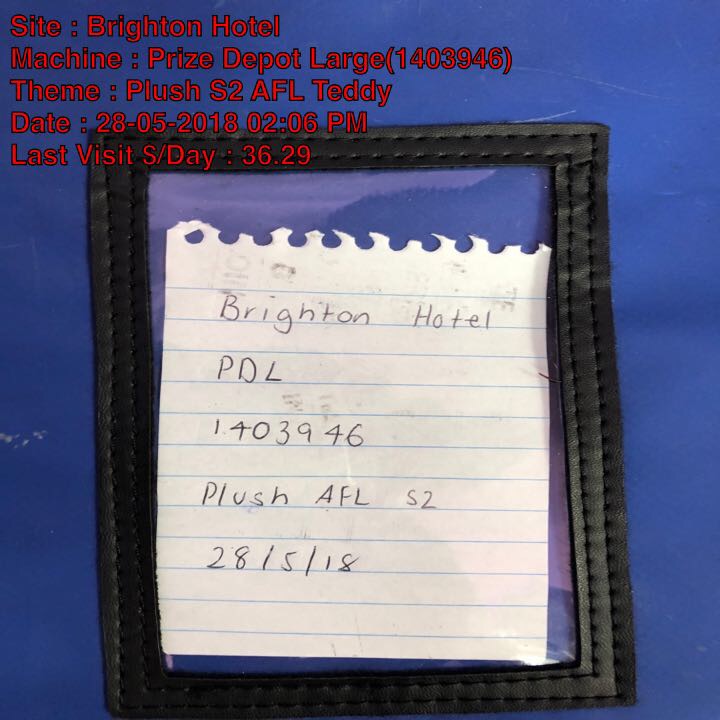 Site : Brighton Hotel
Machine : Prize Depot Large(1403946)
Theme : Plush S2 AFL Teddy
Date : 28-05-2018 02:06 PM
Last Visit $/Day : 36.29
Brighton Hotel
PDL
1403946
Plush AFL S2
28/5/18